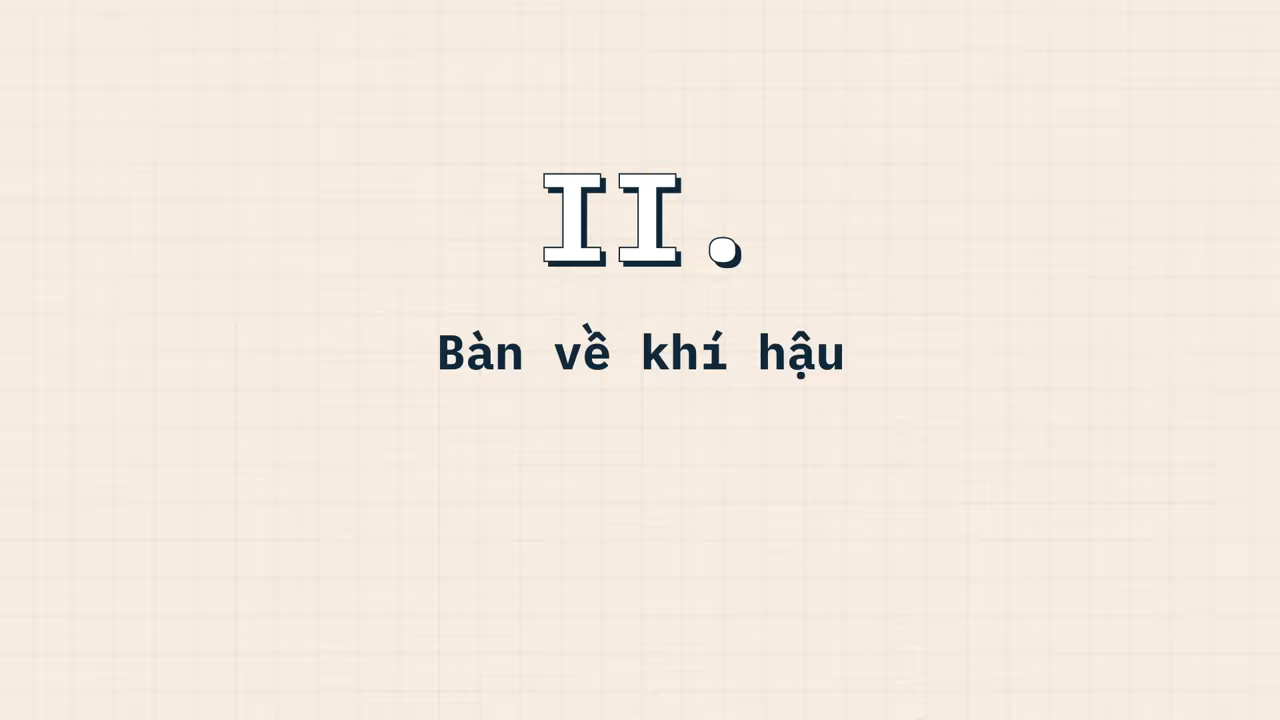 II.
Bàn về khí hậu